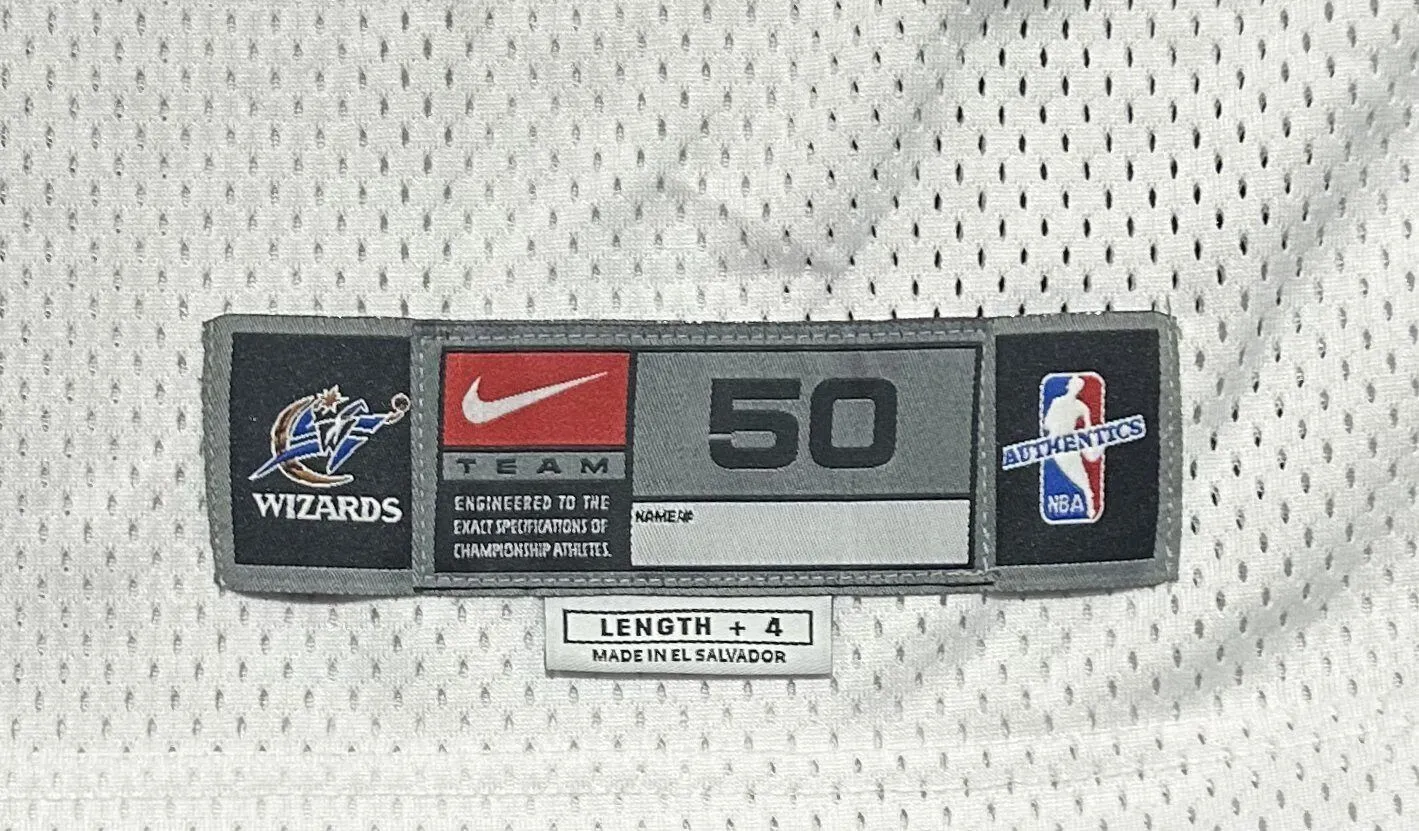 WIZARDS
TEAM
ENGINEERED TO THE
EXACT SPECIFICATIONS OF
CHAMPIONSHIP ATHLETES.
50
NAME/#
AUTHENTICS
NBA
LENGTH + 4
MADE IN EL SALVADOR